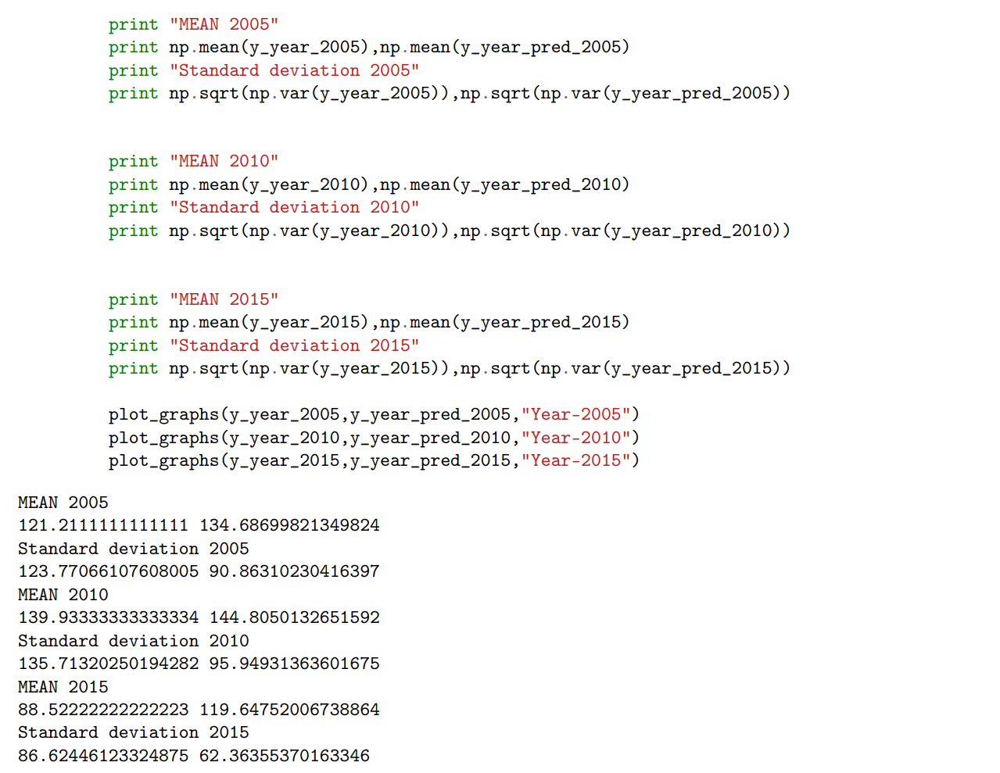 print "MEAN 2005"
print np.mean(y_year_2005),np.mean(y_year_pred_2005)
print "Standard deviation 2005"
print np.sqrt(np.var(y_year_2005)),np.sqrt(np.var(y_year_pred_2005))
print "MEAN 2010"
print np.mean(y_year_2010),np.mean(y_year_pred_2010)
print "Standard deviation 2010"
print np.sqrt(np.var(y_year_2010)),np.sqrt(np.var(y_year_pred_2010))
print "MEAN 2015"
print np.mean(y_year_2015),np.mean(y_year_pred_2015)
print "Standard deviation 2015"
print np.sqrt(np.var(y_year_2015)),np.sqrt(np.var(y_year_pred_2015))
plot_graphs(y_year_2005,y_year_pred_2005,"Year-2005")
plot_graphs(y_year_2010,y_year_pred_2010,"Year-2010")
plot_graphs(y_year_2015,y_year_pred_2015,"Year-2015")
MEAN 2005
121.2111111111111 134.68699821349824
Standard deviation 2005
123.77066107608005 90.86310230416397
MEAN 2010
139.93333333333334 144.8050132651592
Standard deviation 2010
135.71320250194282 95.94931363601675
MEAN 2015
88.52222222222223 119.64752006738864
Standard deviation 2015
86.62446123324875 62.36355370163346